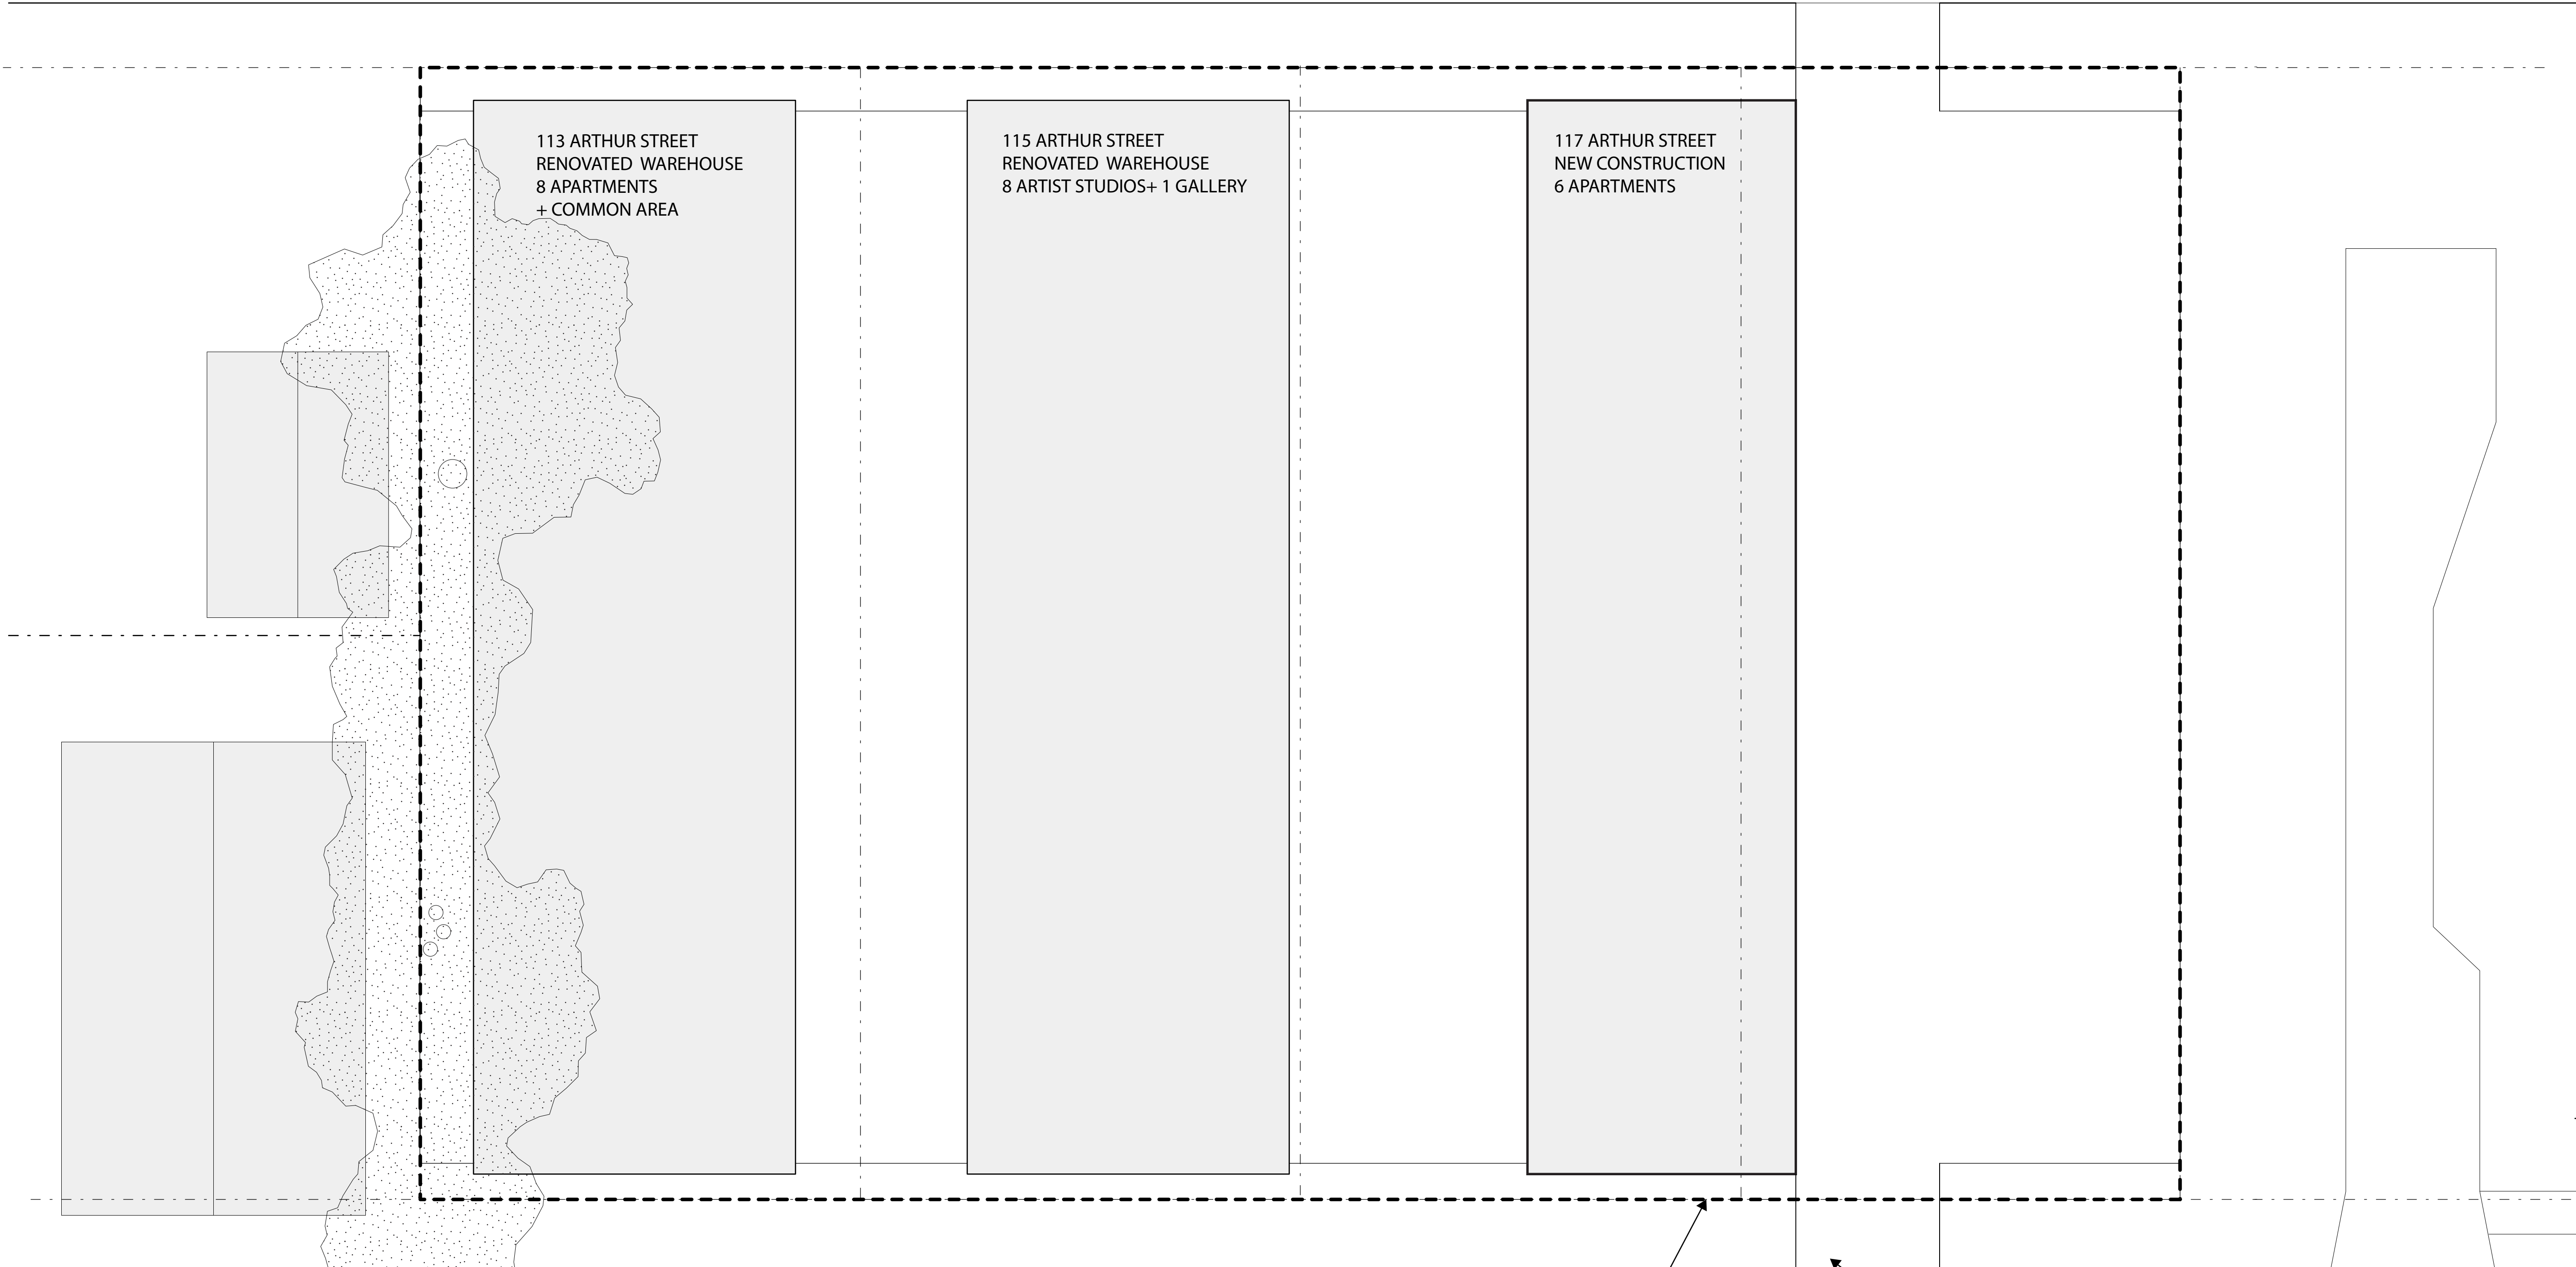 113 ARTHUR STREET
RENOVATED WAREHOUSE
8 APARTMENTS
+ COMMON AREA
115 ARTHUR STREET
RENOVATED WAREHOUSE
8 ARTIST STUDIOS+ 1 GALLERY
117 ARTHUR STREET
NEW CONSTRUCTION
6 APARTMENTS